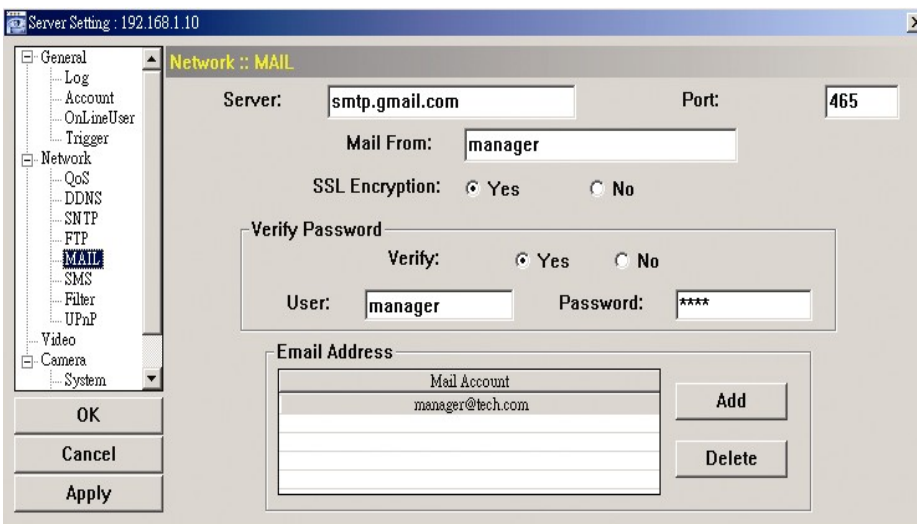 Server Setting : 192.168.1.10
General
Log
Account
OnLineUser
Trigger
Network
QoS
DDNS
SNTP
FTP
MAIL
SMS
Filter
UPnP
Video
Camera
System
OK
Cancel
Apply
Network :: MAIL
Server: smtp.gmail.com Port: 465
Mail From: manager
SSL Encryption: Yes No
Verify Password
Verify: Yes No
User: manager Password: ****
Email Address
Mail Account
manager@tech.com
Add
Delete